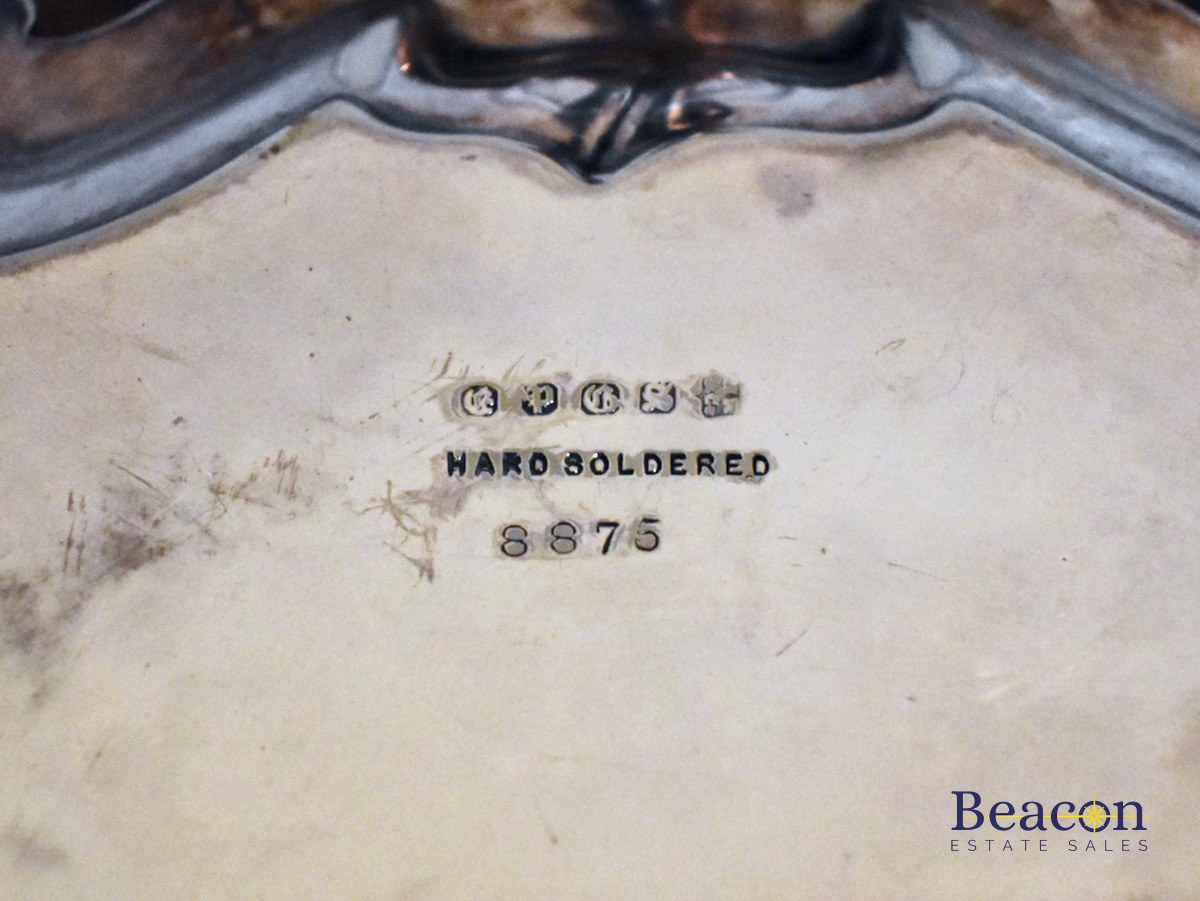 E P G S
HARD SOLDERED
8875
Beacon
ESTATE SALES